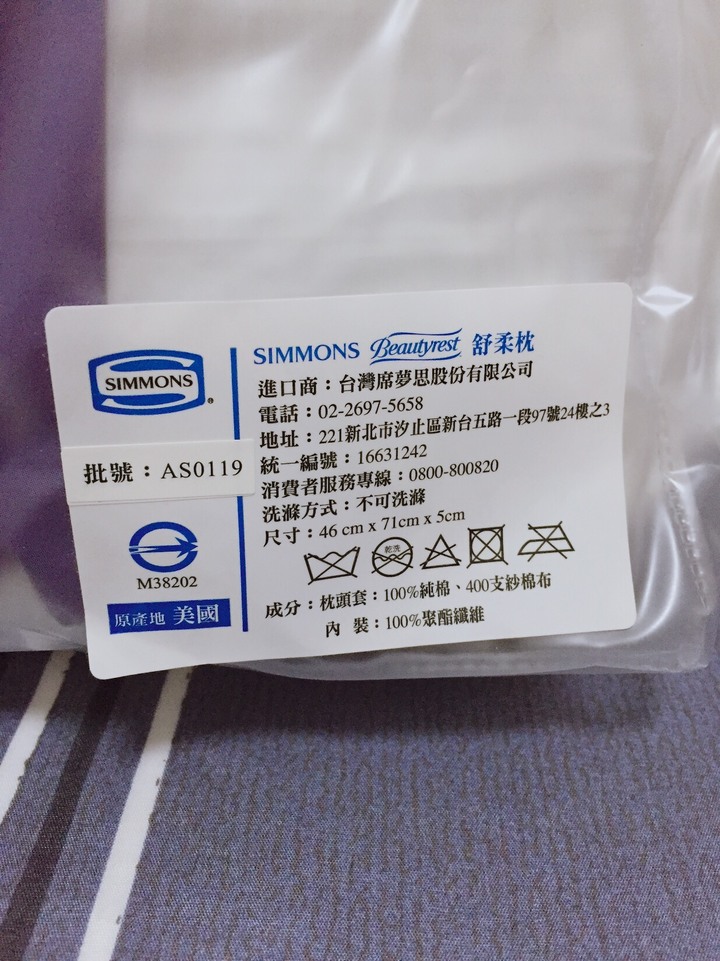 SIMMONS
批號：AS0119
M38202
原產地 美國
SIMMONS Beautyrest 舒柔枕
進口商：台灣席夢思股份有限公司
電話：02-2697-5658
地址：221新北市汐止區新台五路一段97號24樓之3
統一編號：16631242
消費者服務專線：0800-800820
洗滌方式：不可洗滌
尺寸：46 cm x 71cm x 5cm
乾洗
成分：枕頭套：100%純棉、400支紗棉布
內 裝：100%聚酯纖維